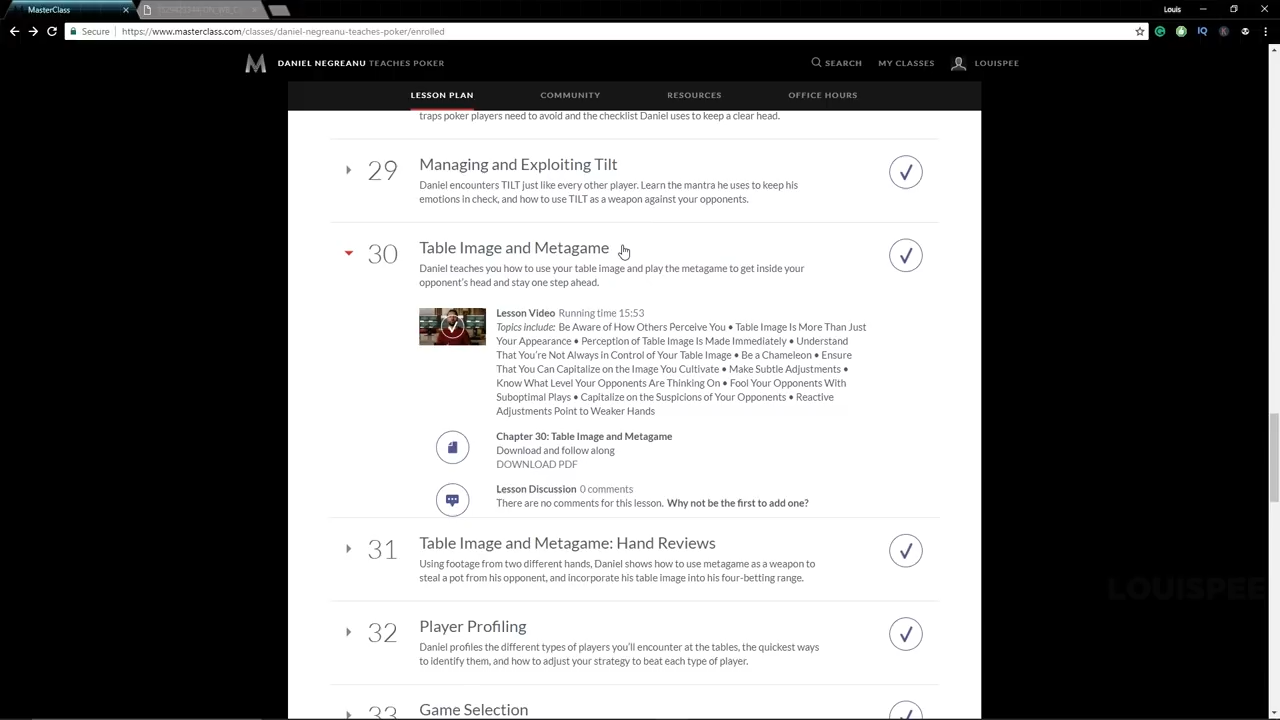 MasterClass
Louis
Secure
https://www.masterclass.com/classes/daniel-negreanu-teaches-poker/enrolled
M DANIEL NEGREANU TEACHES POKER
SEARCH MY CLASSES LOUISPEE
LESSON PLAN COMMUNITY RESOURCES OFFICE HOURS
traps poker players need to avoid and the checklist Daniel uses to keep a clear head.
29 Managing and Exploiting Tilt
Daniel encounters TILT just like every other player. Learn the mantra he uses to keep his
emotions in check, and how to use TILT as a weapon against your opponents.
30 Table Image and Metagame
Daniel teaches you how to use your table image and play the metagame to get inside your
opponent's head and stay one step ahead.
Lesson Video Running time 15:53
Topics include: Be Aware of How Others Perceive You • Table Image Is More Than Just
Your Appearance • Perception of Table Image Is Made Immediately • Understand
That You're Not Always in Control of Your Table Image • Be a Chameleon • Ensure
That You Can Capitalize on the Image You Cultivate • Make Subtle Adjustments •
Know What Level Your Opponents Are Thinking On • Fool Your Opponents With
Suboptimal Plays • Capitalize on the Suspicions of Your Opponents • Reactive
Adjustments Point to Weaker Hands
Chapter 30: Table Image and Metagame
Download and follow along
DOWNLOAD PDF
Lesson Discussion 0 comments
There are no comments for this lesson. Why not be the first to add one?
31 Table Image and Metagame: Hand Reviews
Using footage from two different hands, Daniel shows how to use metagame as a weapon to
steal a pot from his opponent, and incorporate his table image into his four-betting range.
LOUISPEE
32 Player Profiling
Daniel profiles the different types of players you'll encounter at the tables, the quickest ways
to identify them, and how to adjust your strategy to beat each type of player.
33 Game Selection